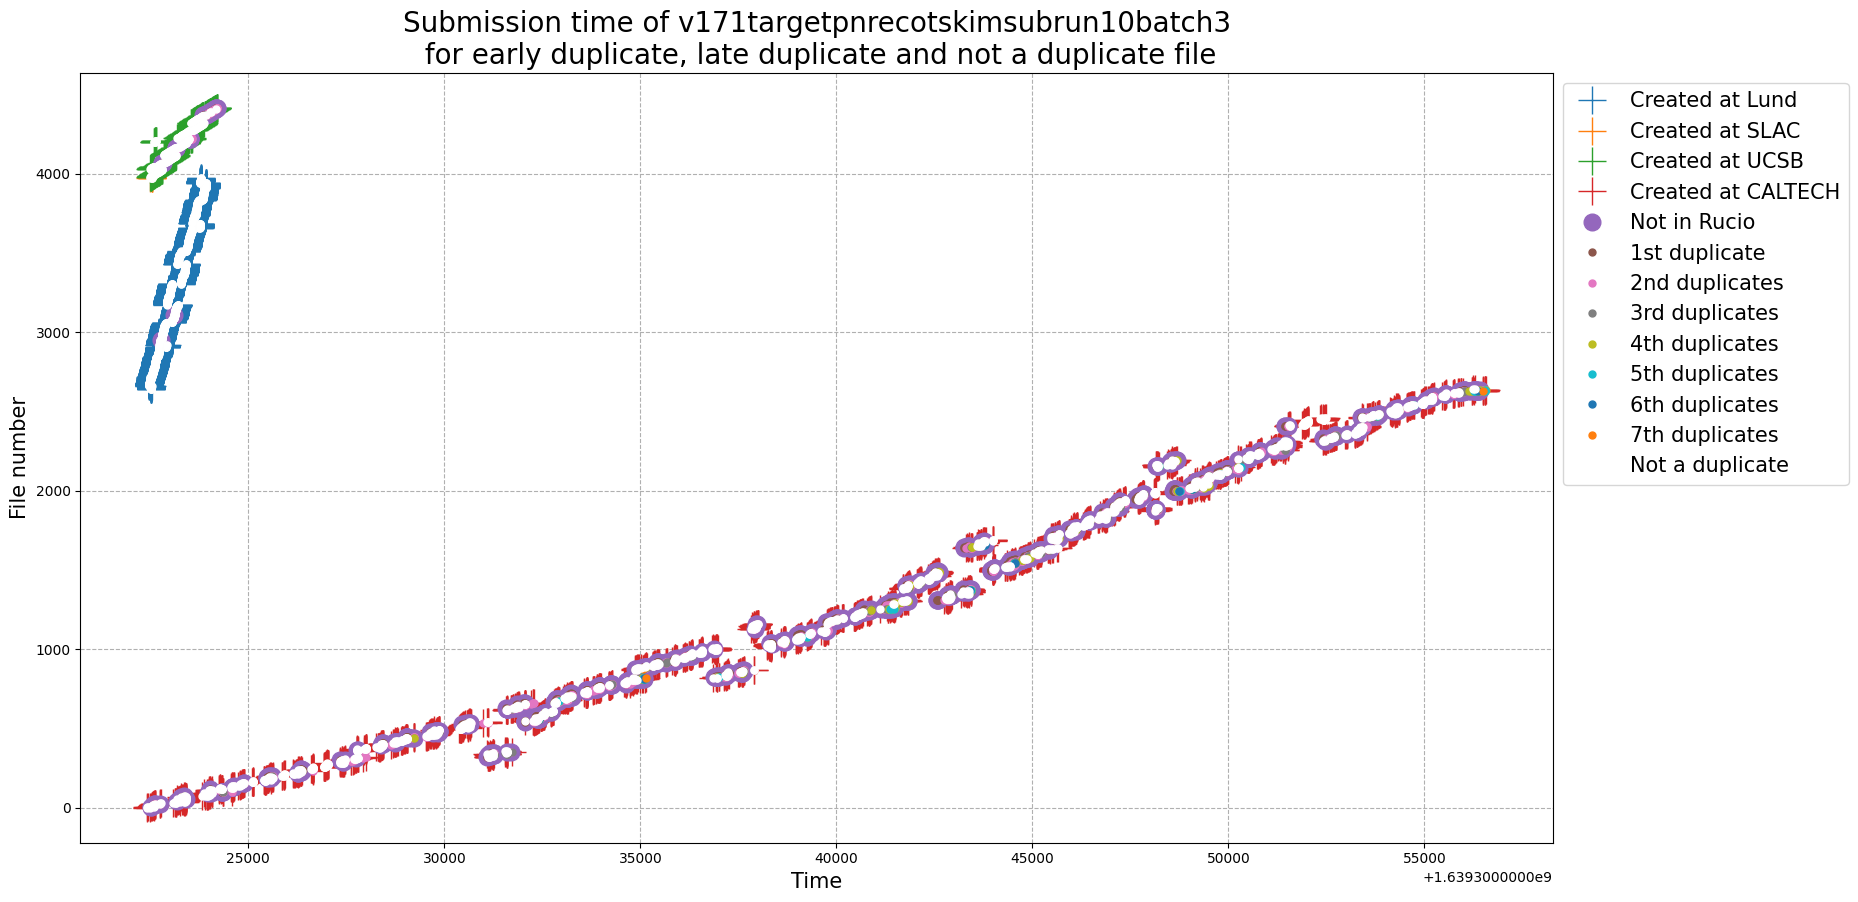 Submission time of v171targetpnrecotskimsubrun10batch3
for early duplicate, late duplicate and not a duplicate file
File number
4000
3000
2000
1000
0
25000
30000
35000
40000
45000
50000
55000
Time
+1.6393000000e9
Created at Lund
Created at SLAC
Created at UCSB
Created at CALTECH
Not in Rucio
1st duplicate
2nd duplicates
3rd duplicates
4th duplicates
5th duplicates
6th duplicates
7th duplicates
Not a duplicate